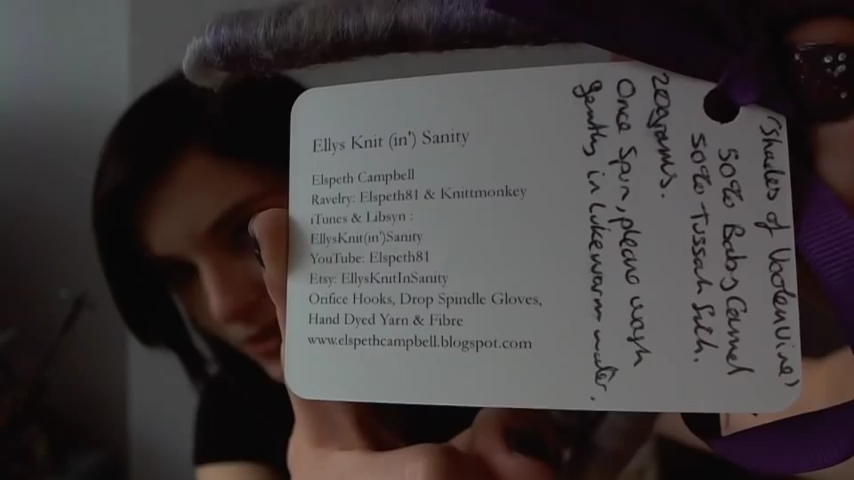 Ellys Knit (in') Sanity
Elspeth Campbell
Ravelry: Elspeth81 & Knittmonkey
iTunes & Libsyn :
EllysKnit(in')Sanity
YouTube: Elspeth81
Etsy: EllysKnitInSanity
Orifice Hooks, Drop Spindle Gloves,
Hand Dyed Yarn & Fibre
www.elspethcampbell.blogspot.com
'Shades of
50% Baby Camel
50% Tussah Silk.
20grams.
Once Spun, please wash
gently in lukewarm water.